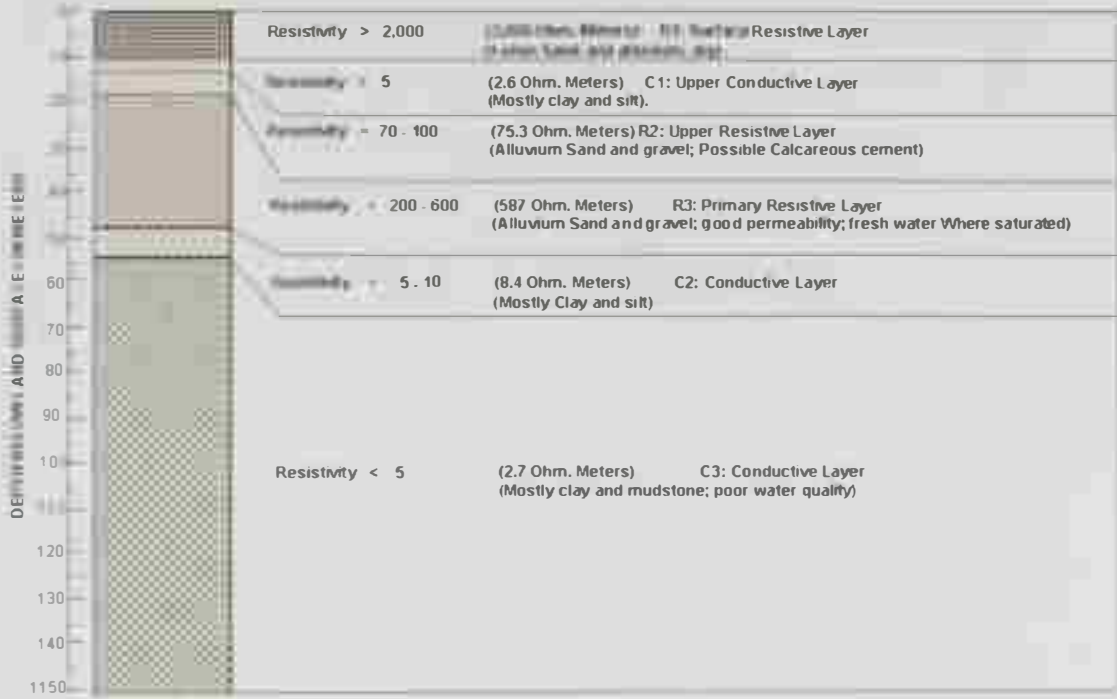 Resistivity > 2,000 Resistive Layer
5 (2.6 Ohm. Meters) C1: Upper Conductive Layer
(Mostly clay and silt).
70 - 100 (75.3 Ohm. Meters) R2: Upper Resistive Layer
(Alluvium Sand and gravel; Possible Calcareous cement)
200 - 600 (587 Ohm. Meters) R3: Primary Resistive Layer
(Alluvium Sand and gravel; good permeability; fresh water Where saturated)
60 5 . 10 (8.4 Ohm. Meters) C2: Conductive Layer
(Mostly Clay and silt)
70
80
90
10 Resistivity < 5 (2.7 Ohm. Meters) C3: Conductive Layer
(Mostly clay and mudstone; poor water quality)
120
130
140
1150